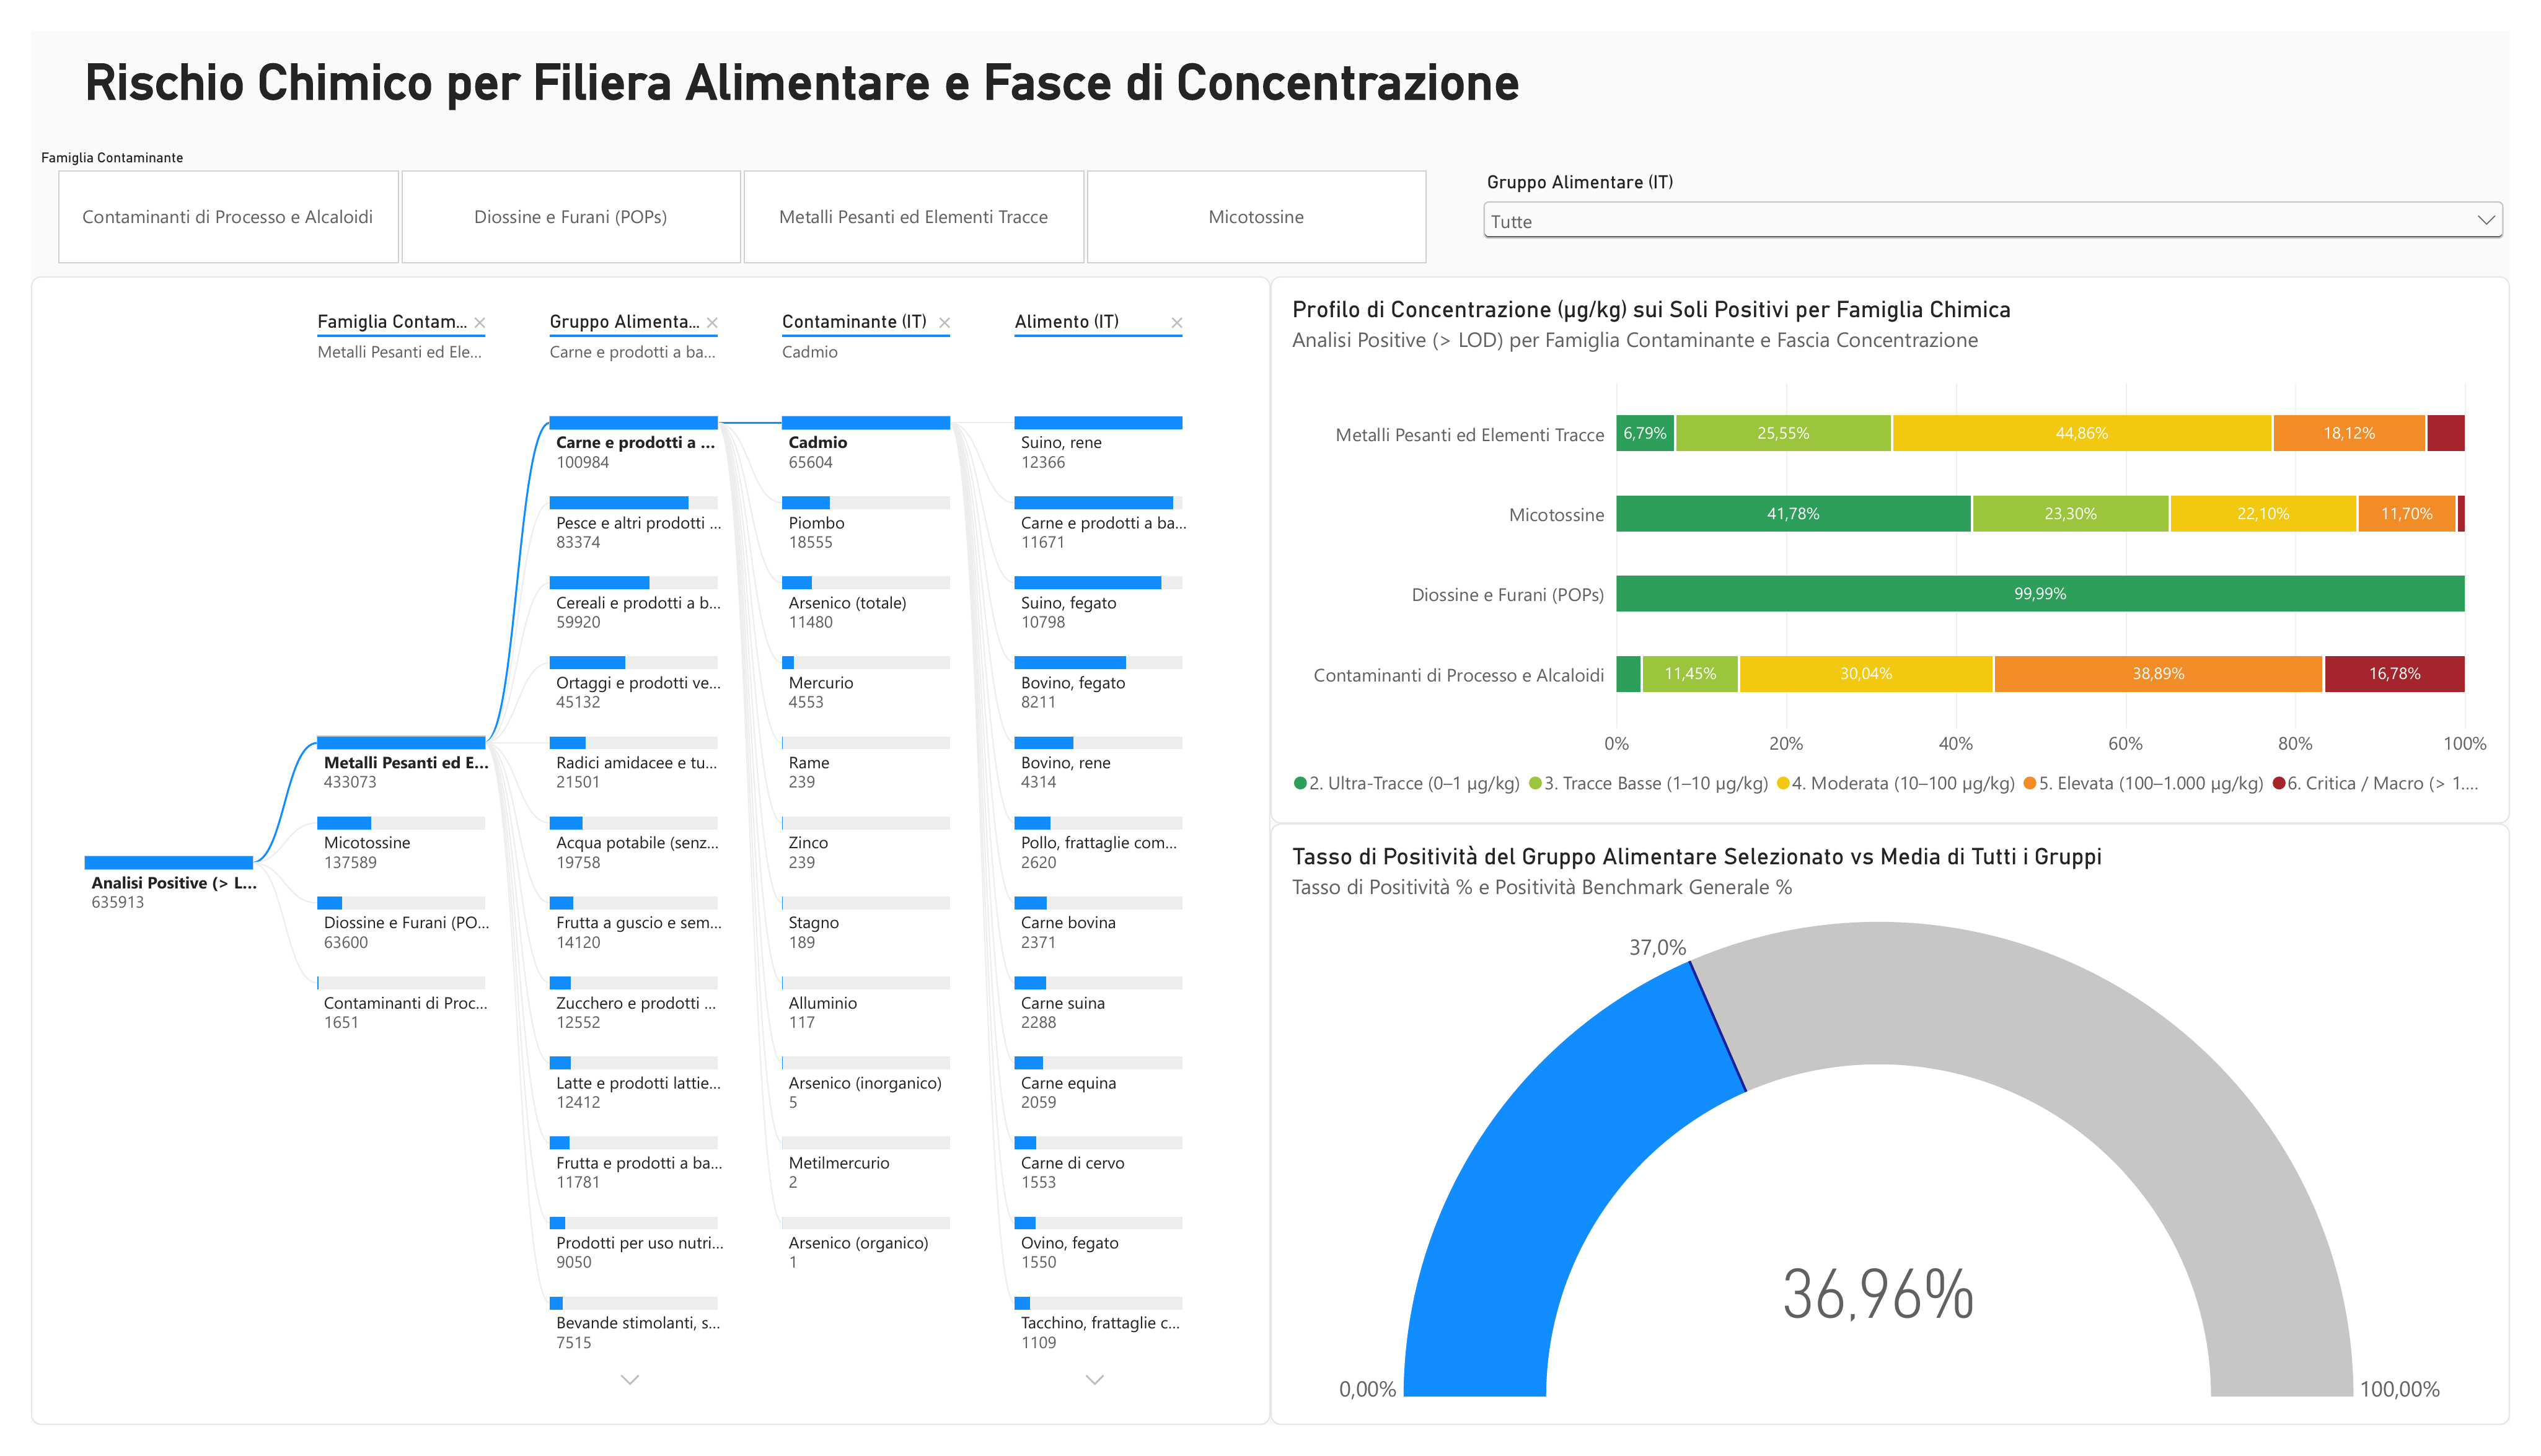 Rischio Chimico per Filiera Alimentare e Fasce di Concentrazione
Famiglia Contaminante
Contaminanti di Processo e Alcaloidi
Diossine e Furani (POPs)
Metalli Pesanti ed Elementi Tracce
Micotossine
Gruppo Alimentare (IT)
Tutte
Famiglia Contam...
Metalli Pesanti ed Ele...
Gruppo Alimenta...
Carne e prodotti a ba...
Contaminante (IT)
Cadmio
Alimento (IT)
Analisi Positive (> L...
635913
Metalli Pesanti ed E...
433073
Micotossine
137589
Diossine e Furani (PO...
63600
Contaminanti di Proc...
1651
Carne e prodotti a ...
100984
Pesce e altri prodotti ...
83374
Cereali e prodotti a b...
59920
Ortaggi e prodotti ve...
45132
Radici amidacee e tu...
21501
Acqua potabile (senz...
19758
Frutta a guscio e sem...
14120
Zucchero e prodotti ...
12552
Latte e prodotti lattie...
12412
Frutta e prodotti a ba...
11781
Prodotti per uso nutri...
9050
Bevande stimolanti, s...
7515
Cadmio
65604
Piombo
18555
Arsenico (totale)
11480
Mercurio
4553
Rame
239
Zinco
239
Stagno
189
Alluminio
117
Arsenico (inorganico)
5
Metilmercurio
2
Arsenico (organico)
1
Suino, rene
12366
Carne e prodotti a ba...
11671
Suino, fegato
10798
Bovino, fegato
8211
Bovino, rene
4314
Pollo, frattaglie com...
2620
Carne bovina
2371
Carne suina
2288
Carne equina
2059
Carne di cervo
1553
Ovino, fegato
1550
Tacchino, frattaglie c...
1109
Profilo di Concentrazione (µg/kg) sui Soli Positivi per Famiglia Chimica
Analisi Positive (> LOD) per Famiglia Contaminante e Fascia Concentrazione
Metalli Pesanti ed Elementi Tracce 6,79% 25,55% 44,86% 18,12%
Micotossine 41,78% 23,30% 22,10% 11,70%
Diossine e Furani (POPs) 99,99%
Contaminanti di Processo e Alcaloidi 11,45% 30,04% 38,89% 16,78%
0% 20% 40% 60% 80% 100%
2. Ultra-Tracce (0–1 µg/kg) 3. Tracce Basse (1–10 µg/kg) 4. Moderata (10–100 µg/kg) 5. Elevata (100–1.000 µg/kg) 6. Critica / Macro (> 1....
Tasso di Positività del Gruppo Alimentare Selezionato vs Media di Tutti i Gruppi
Tasso di Positività % e Positività Benchmark Generale %
37,0%
36,96%
0,00%
100,00%